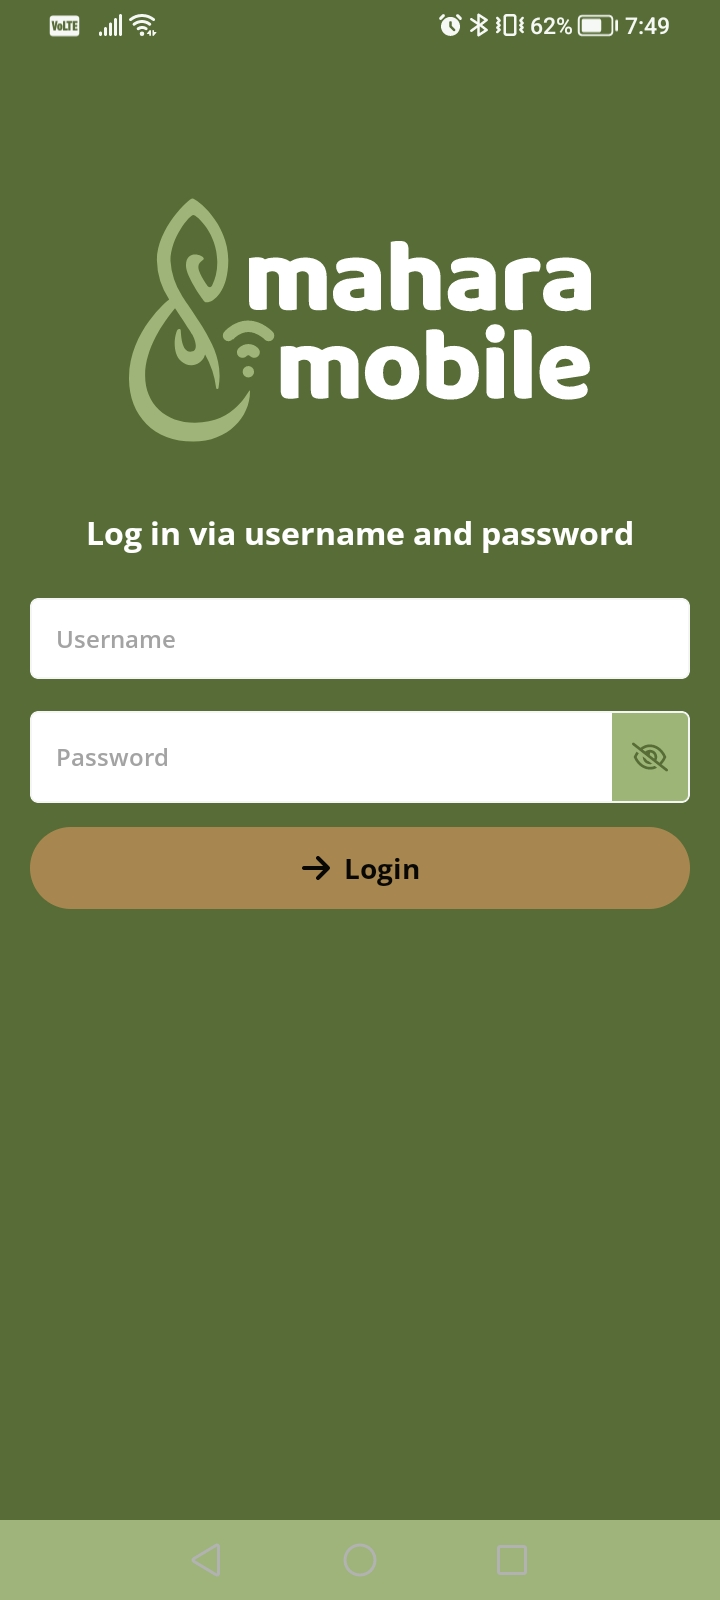 VoLTE 62% 7:49
mahara
mobile
Log in via username and password
Username
Password
Login